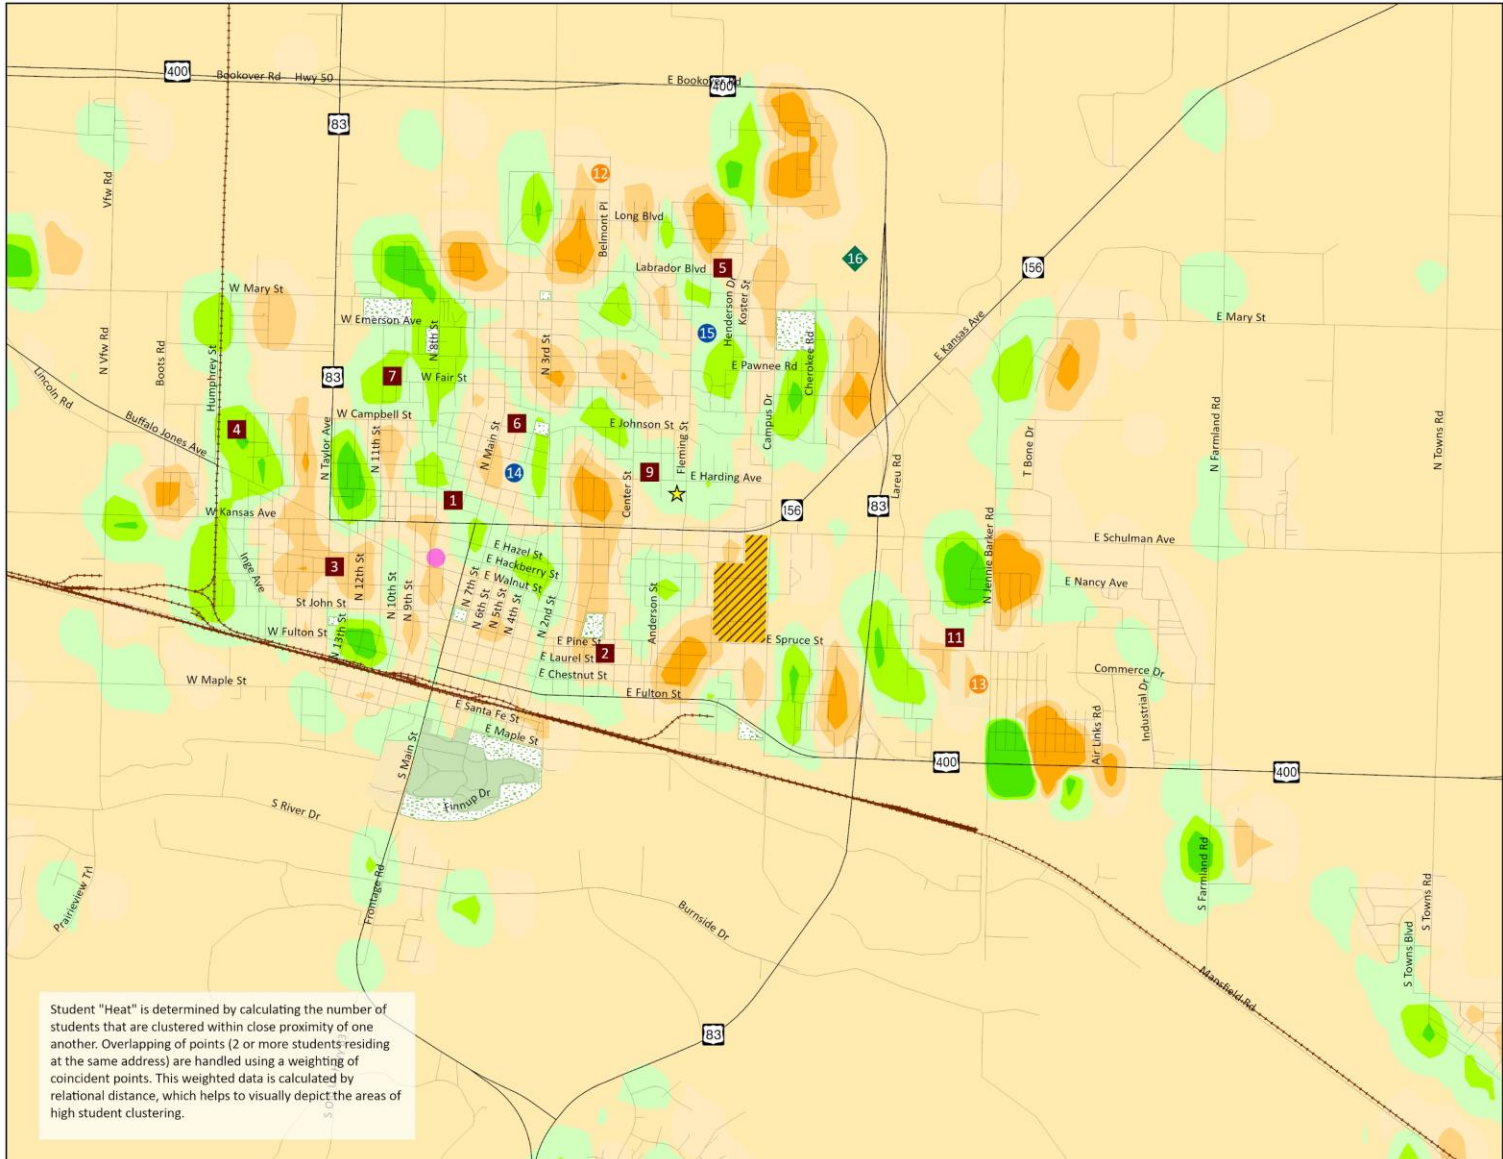 400
Bookover Rd
Hwy 50
E Bookover Rd
400
83
12
Vfw Rd
Long Blvd
Belmont Pl
16
Labrador Blvd
5
156
W Mary St
Henderson Dr
Koster St
E Mary St
W Emerson Ave
15
N 8th St
E Kansas Ave
N Vfw Rd
Boots Rd
N 3rd St
E Pawnee Rd
Cherokee Rd
Humphrey St
83
7
W Fair St
Lincoln Rd
Buffalo Jones Ave
W Campbell St
4
6
E Johnson St
Campus Dr
N Farmland Rd
N Towns Rd
N Taylor Ave
N 11th St
N Main St
Fleming St
T Bone Dr
14
9
E Harding Ave
Lareu Rd
Center St
1
W Kansas Ave
156
83
N Jennie Barker Rd
E Schulman Ave
E Hazel St
E Hackberry St
E Walnut St
3
Inge Ave
N 12th St
N 10th St
N 9th St
N 7th St
N 6th St
N 5th St
N 4th St
N 2nd St
Anderson St
E Nancy Ave
St John St
N 13th St
W Fulton St
E Pine St
E Spruce St
11
2
E Laurel St
E Chestnut St
Commerce Dr
W Maple St
13
E Fulton St
E Santa Fe St
E Maple St
Air Links Rd
Industrial Dr
S Main St
400
400
Finnup Dr
S River Dr
Prairieview Trl
Frontage Rd
Burnside Dr
S Farmland Rd
S Towns Rd
S Towns Blvd
Mansfield Rd
83
Student "Heat" is determined by calculating the number of
students that are clustered within close proximity of one
another. Overlapping of points (2 or more students residing
at the same address) are handled using a weighting of
coincident points. This weighted data is calculated by
relational distance, which helps to visually depict the areas of
high student clustering.